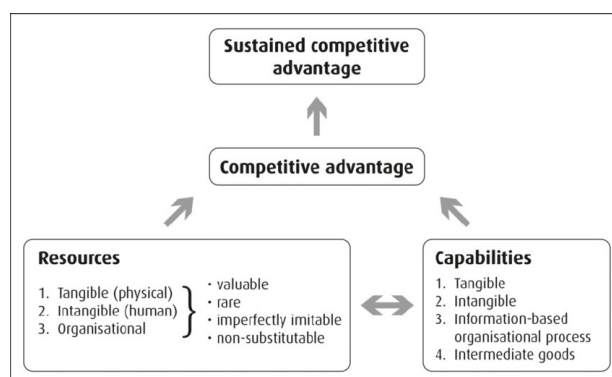 Sustained competitive
advantage
Competitive advantage
Resources
1. Tangible (physical)
2. Intangible (human)
3. Organisational
· valuable
· rare
· imperfectly imitable
· non-substitutable
Capabilities
1. Tangible
2. Intangible
3. Information-based
organisational process
4. Intermediate goods